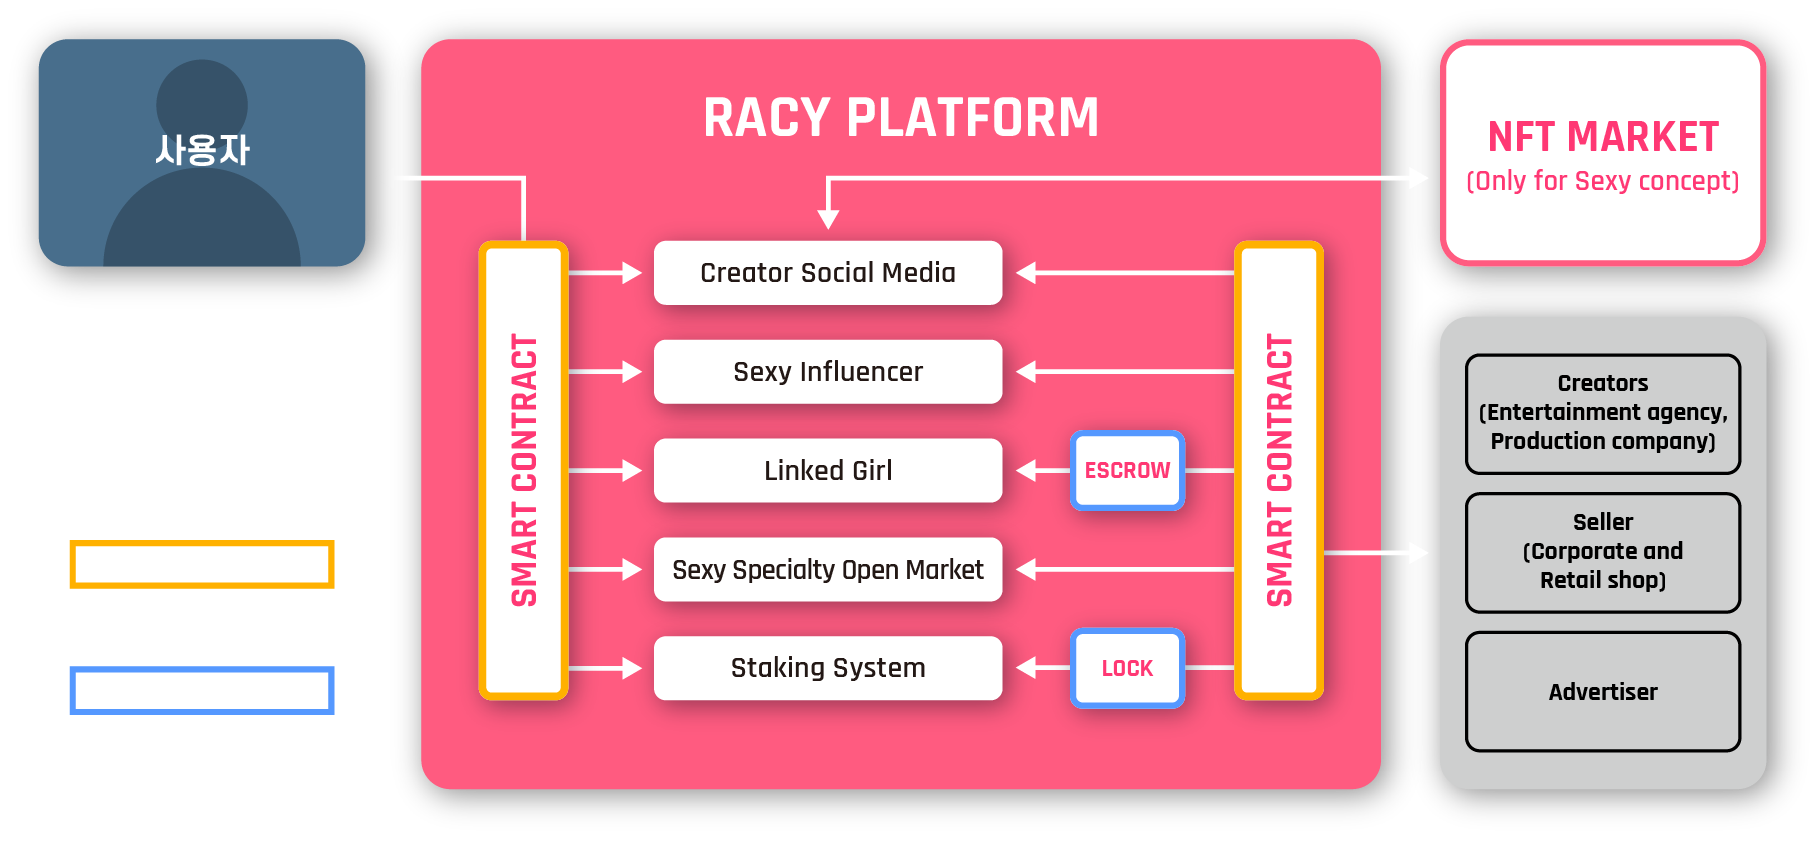 사용자
RACY PLATFORM
SMART CONTRACT
Creator Social Media
Sexy Influencer
Linked Girl
Sexy Specialty Open Market
Staking System
ESCROW
LOCK
SMART CONTRACT
NFT MARKET
(Only for Sexy concept)
Creators
(Entertainment agency,
Production company)
Seller
(Corporate and
Retail shop)
Advertiser